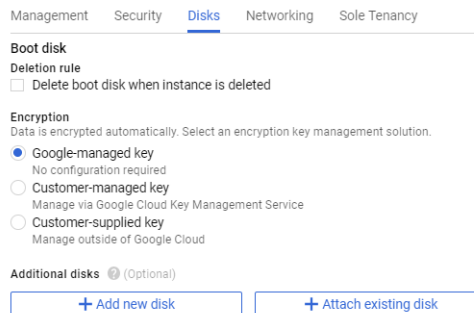 Management Security Disks Networking Sole Tenancy
Boot disk
Deletion rule
Delete boot disk when instance is deleted
Encryption
Data is encrypted automatically. Select an encryption key management solution.
Google-managed key
No configuration required
Customer-managed key
Manage via Google Cloud Key Management Service
Customer-supplied key
Manage outside of Google Cloud
Additional disks ? (Optional)
+ Add new disk + Attach existing disk